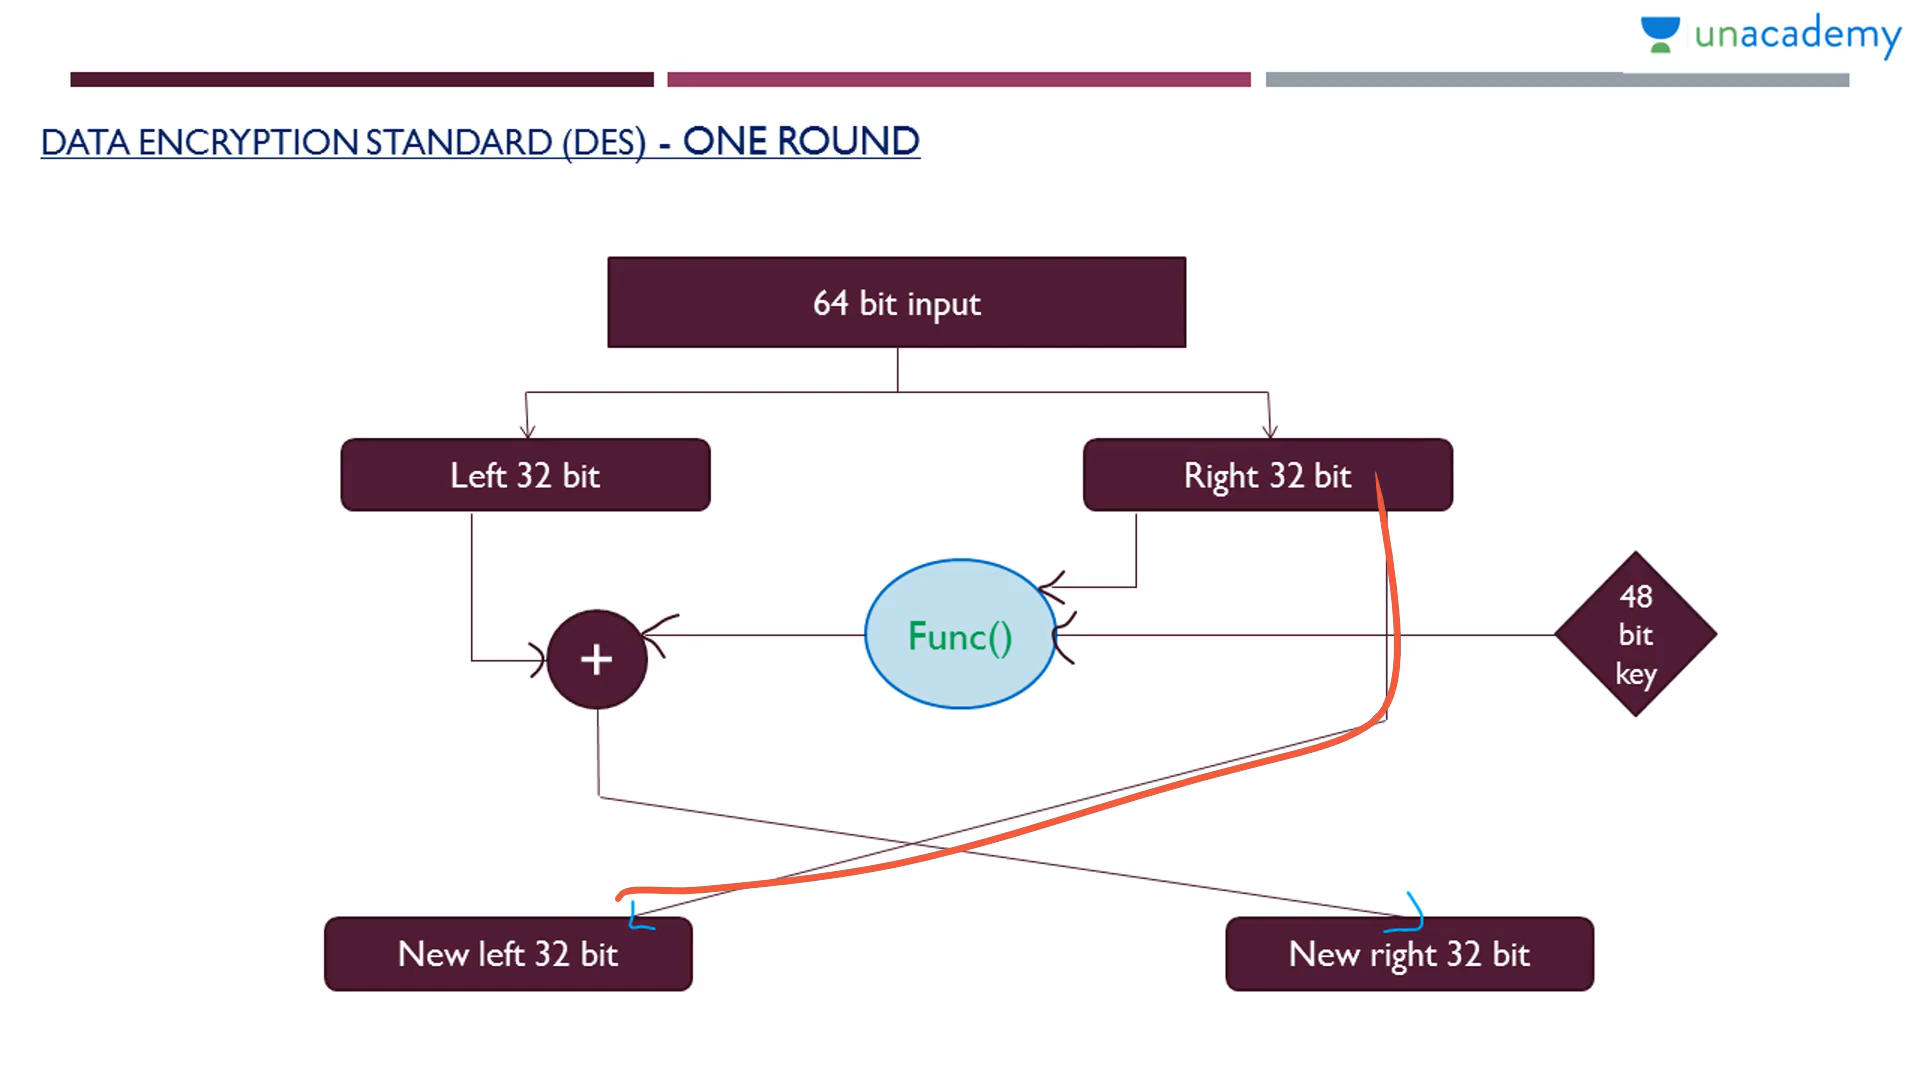 unacademy
DATA ENCRYPTION STANDARD (DES) - ONE ROUND
64 bit input
Left 32 bit
Right 32 bit
+
Func()
48
bit
key
New left 32 bit
New right 32 bit